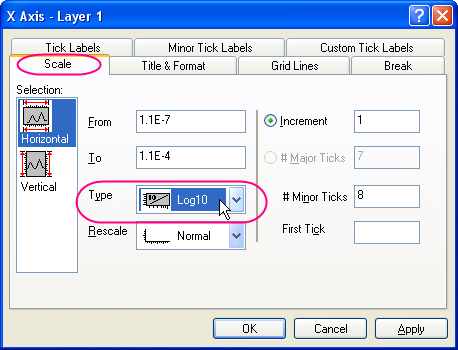 X Axis - Layer 1
Tick Labels Minor Tick Labels Custom Tick Labels
Scale Title & Format Grid Lines Break
Selection:
Horizontal
Vertical
From 1.1E-7
To 1.1E-4
Type 10 Log10
Rescale Normal
Increment 1
# Major Ticks 7
# Minor Ticks 8
First Tick
OK Cancel Apply